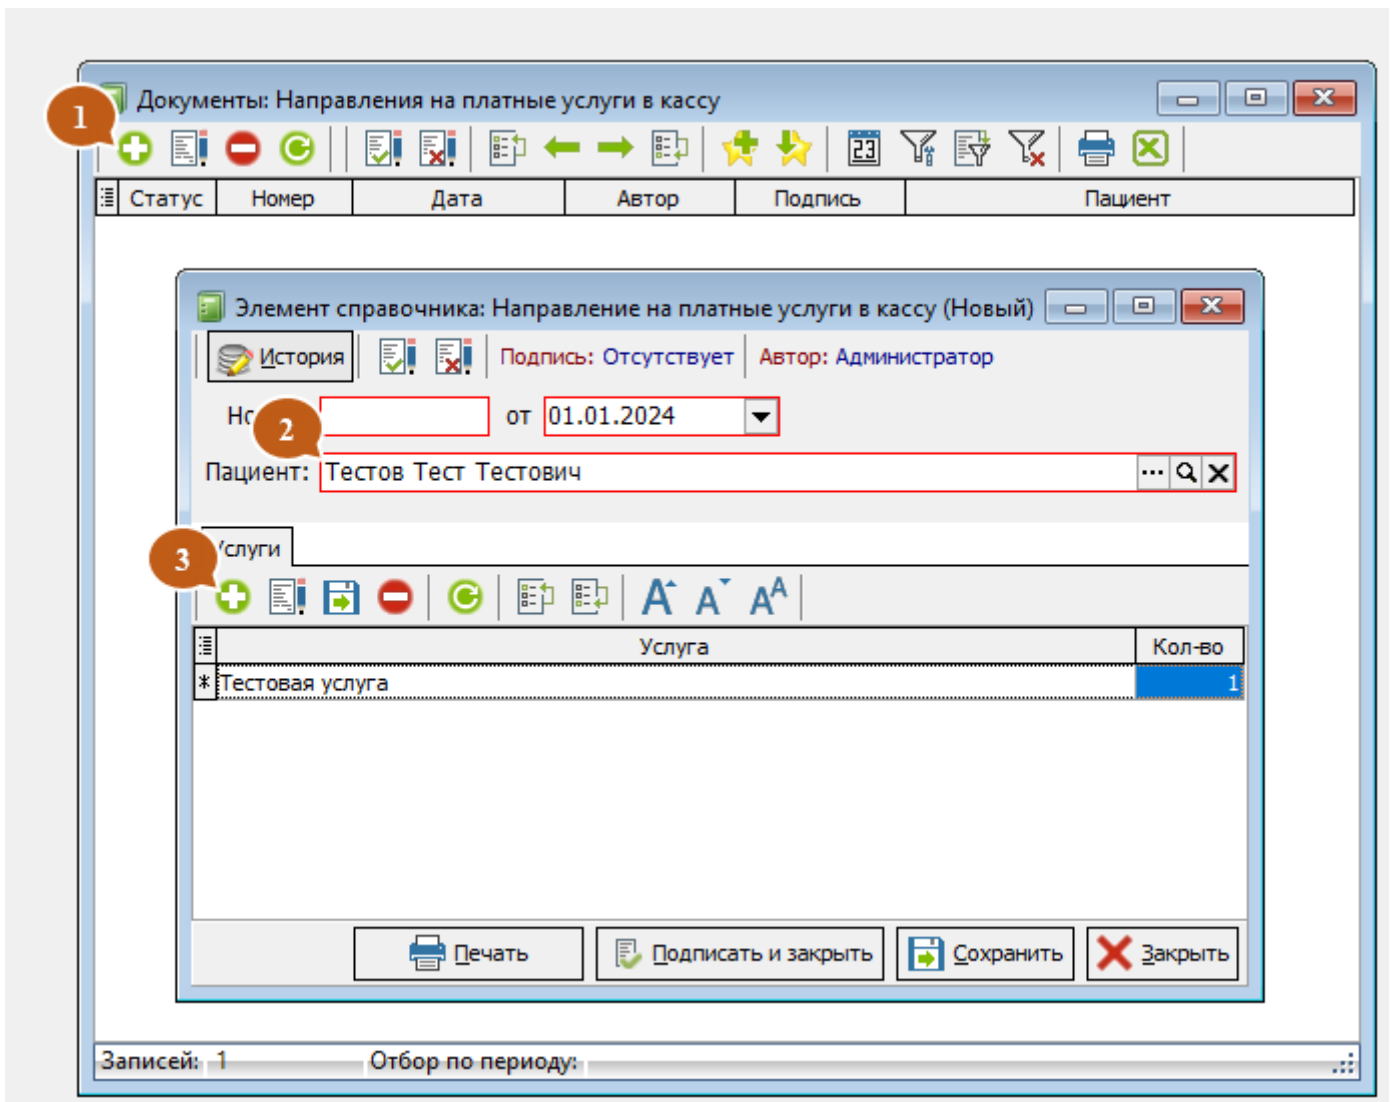 1
Документы: Направления на платные услуги в кассу
23
Статус Номер Дата Автор Подпись Пациент
Элемент справочника: Направление на платные услуги в кассу (Новый)
История Подпись: Отсутствует Автор: Администратор
2
от 01.01.2024
Пациент: Тестов Тест Тестович
3
Услуги
Услуга Кол-во
* Тестовая услуга 1
Печать Подписать и закрыть Сохранить Закрыть
Записей: 1 Отбор по периоду: